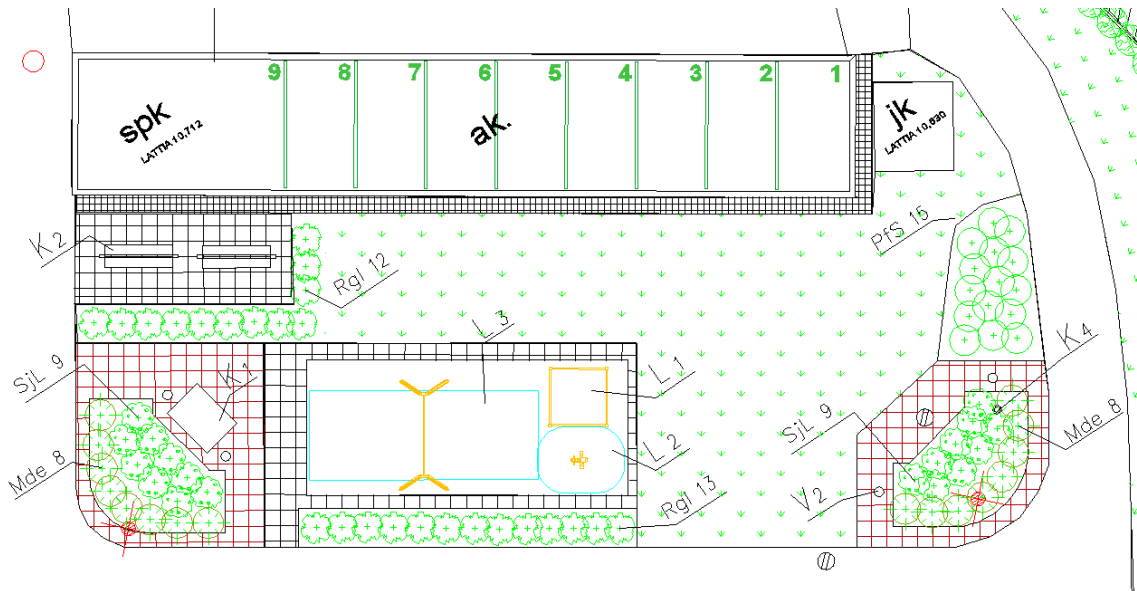 9 8 7 6 5 4 3 2 1
spk
LATTIA 10,712
ak.
jk
LATTIA 10,630
K 2
Rgl 12
PfS 15
L 3
K 4
SjL 9
K 1
L 1
L 2
SjL 9
Mde 8
Mde 8
V 2
Rgl 13